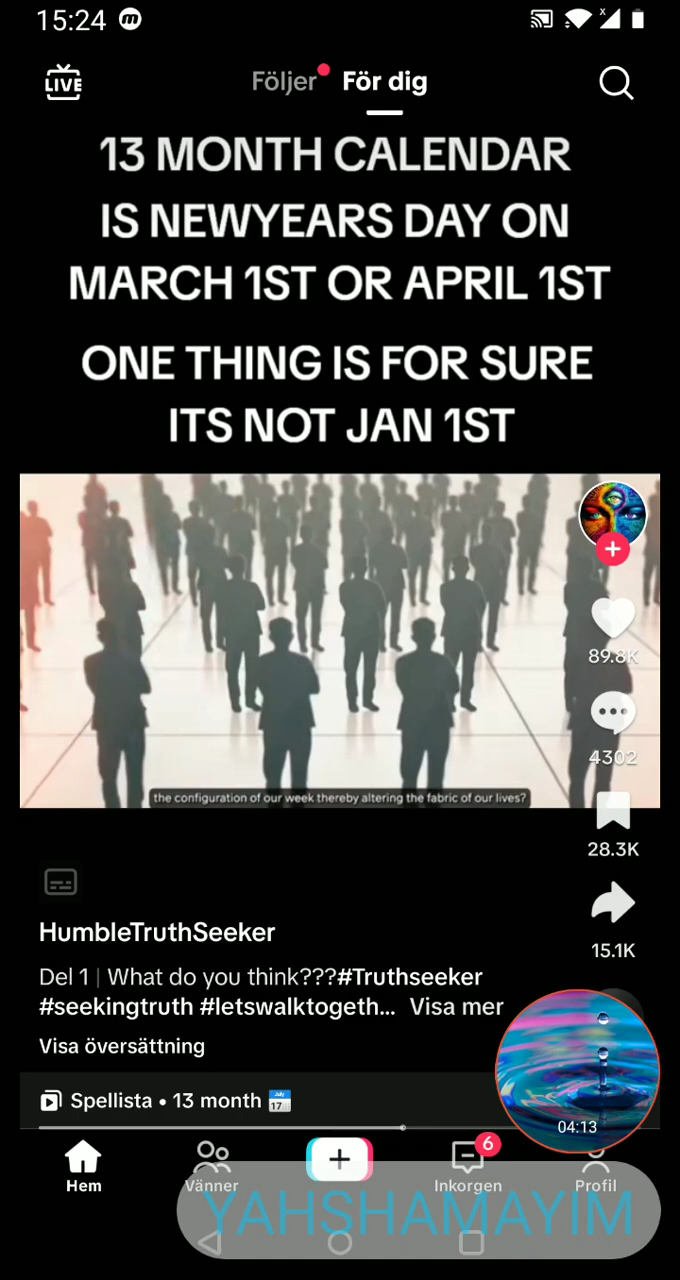 15:24
LIVE
Följer
För dig
13 MONTH CALENDAR
IS NEWYEARS DAY ON
MARCH 1ST OR APRIL 1ST
ONE THING IS FOR SURE
ITS NOT JAN 1ST
89.8K
4302
the configuration of our week thereby altering the fabric of our lives?
28.3K
15.1K
HumbleTruthSeeker
Del 1 | What do you think???#Truthseeker
#seekingtruth #letswalktogeth... Visa mer
Visa översättning
Spellista • 13 month
July
17
04:13
6
Hem
Vänner
Inkorgen
Profil
YAHSHAMAYIM